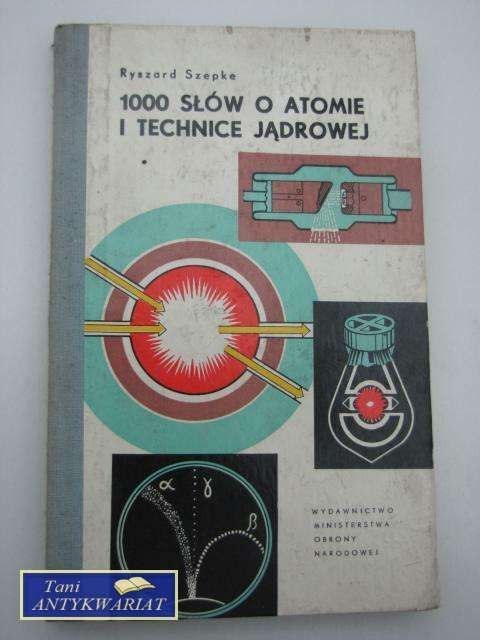 Ryszard Szepke
1000 SŁÓW O ATOMIE
I TECHNICE JĄDROWEJ
α γ β
WYDAWNICTWO
MINISTERSTWA
OBRONY
NARODOWEJ
Tani
ANTYKWARIAT